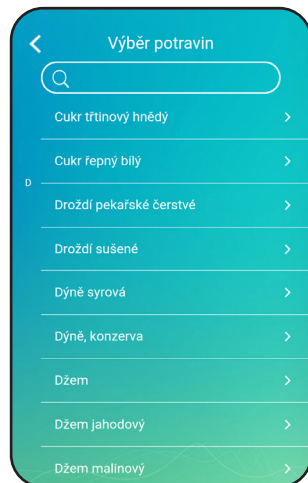 Výběr potravin
Cukr třtinový hnědý
Cukr řepný bílý
D
Droždí pekařské čerstvé
Droždí sušené
Dýně syrová
Dýně, konzerva
Džem
Džem jahodový
Džem malinový